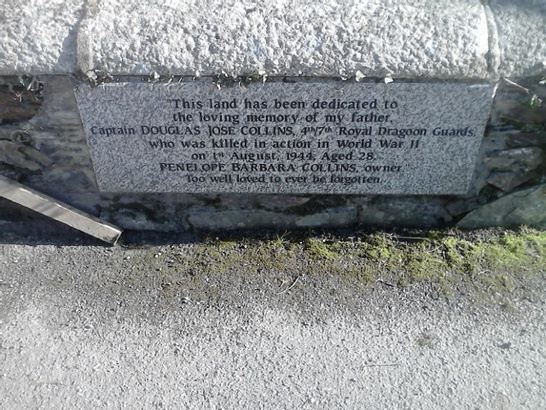 "This land has been dedicated to
the loving memory of my father,
Captain DOUGLAS JOSE COLLINS, 4th/7th Royal Dragoon Guards,
who was killed in action in World War II
on 1st August, 1944, Aged 28.
PENELOPE BARBARA COLLINS, owner."
"Too well loved to ever be forgotten."